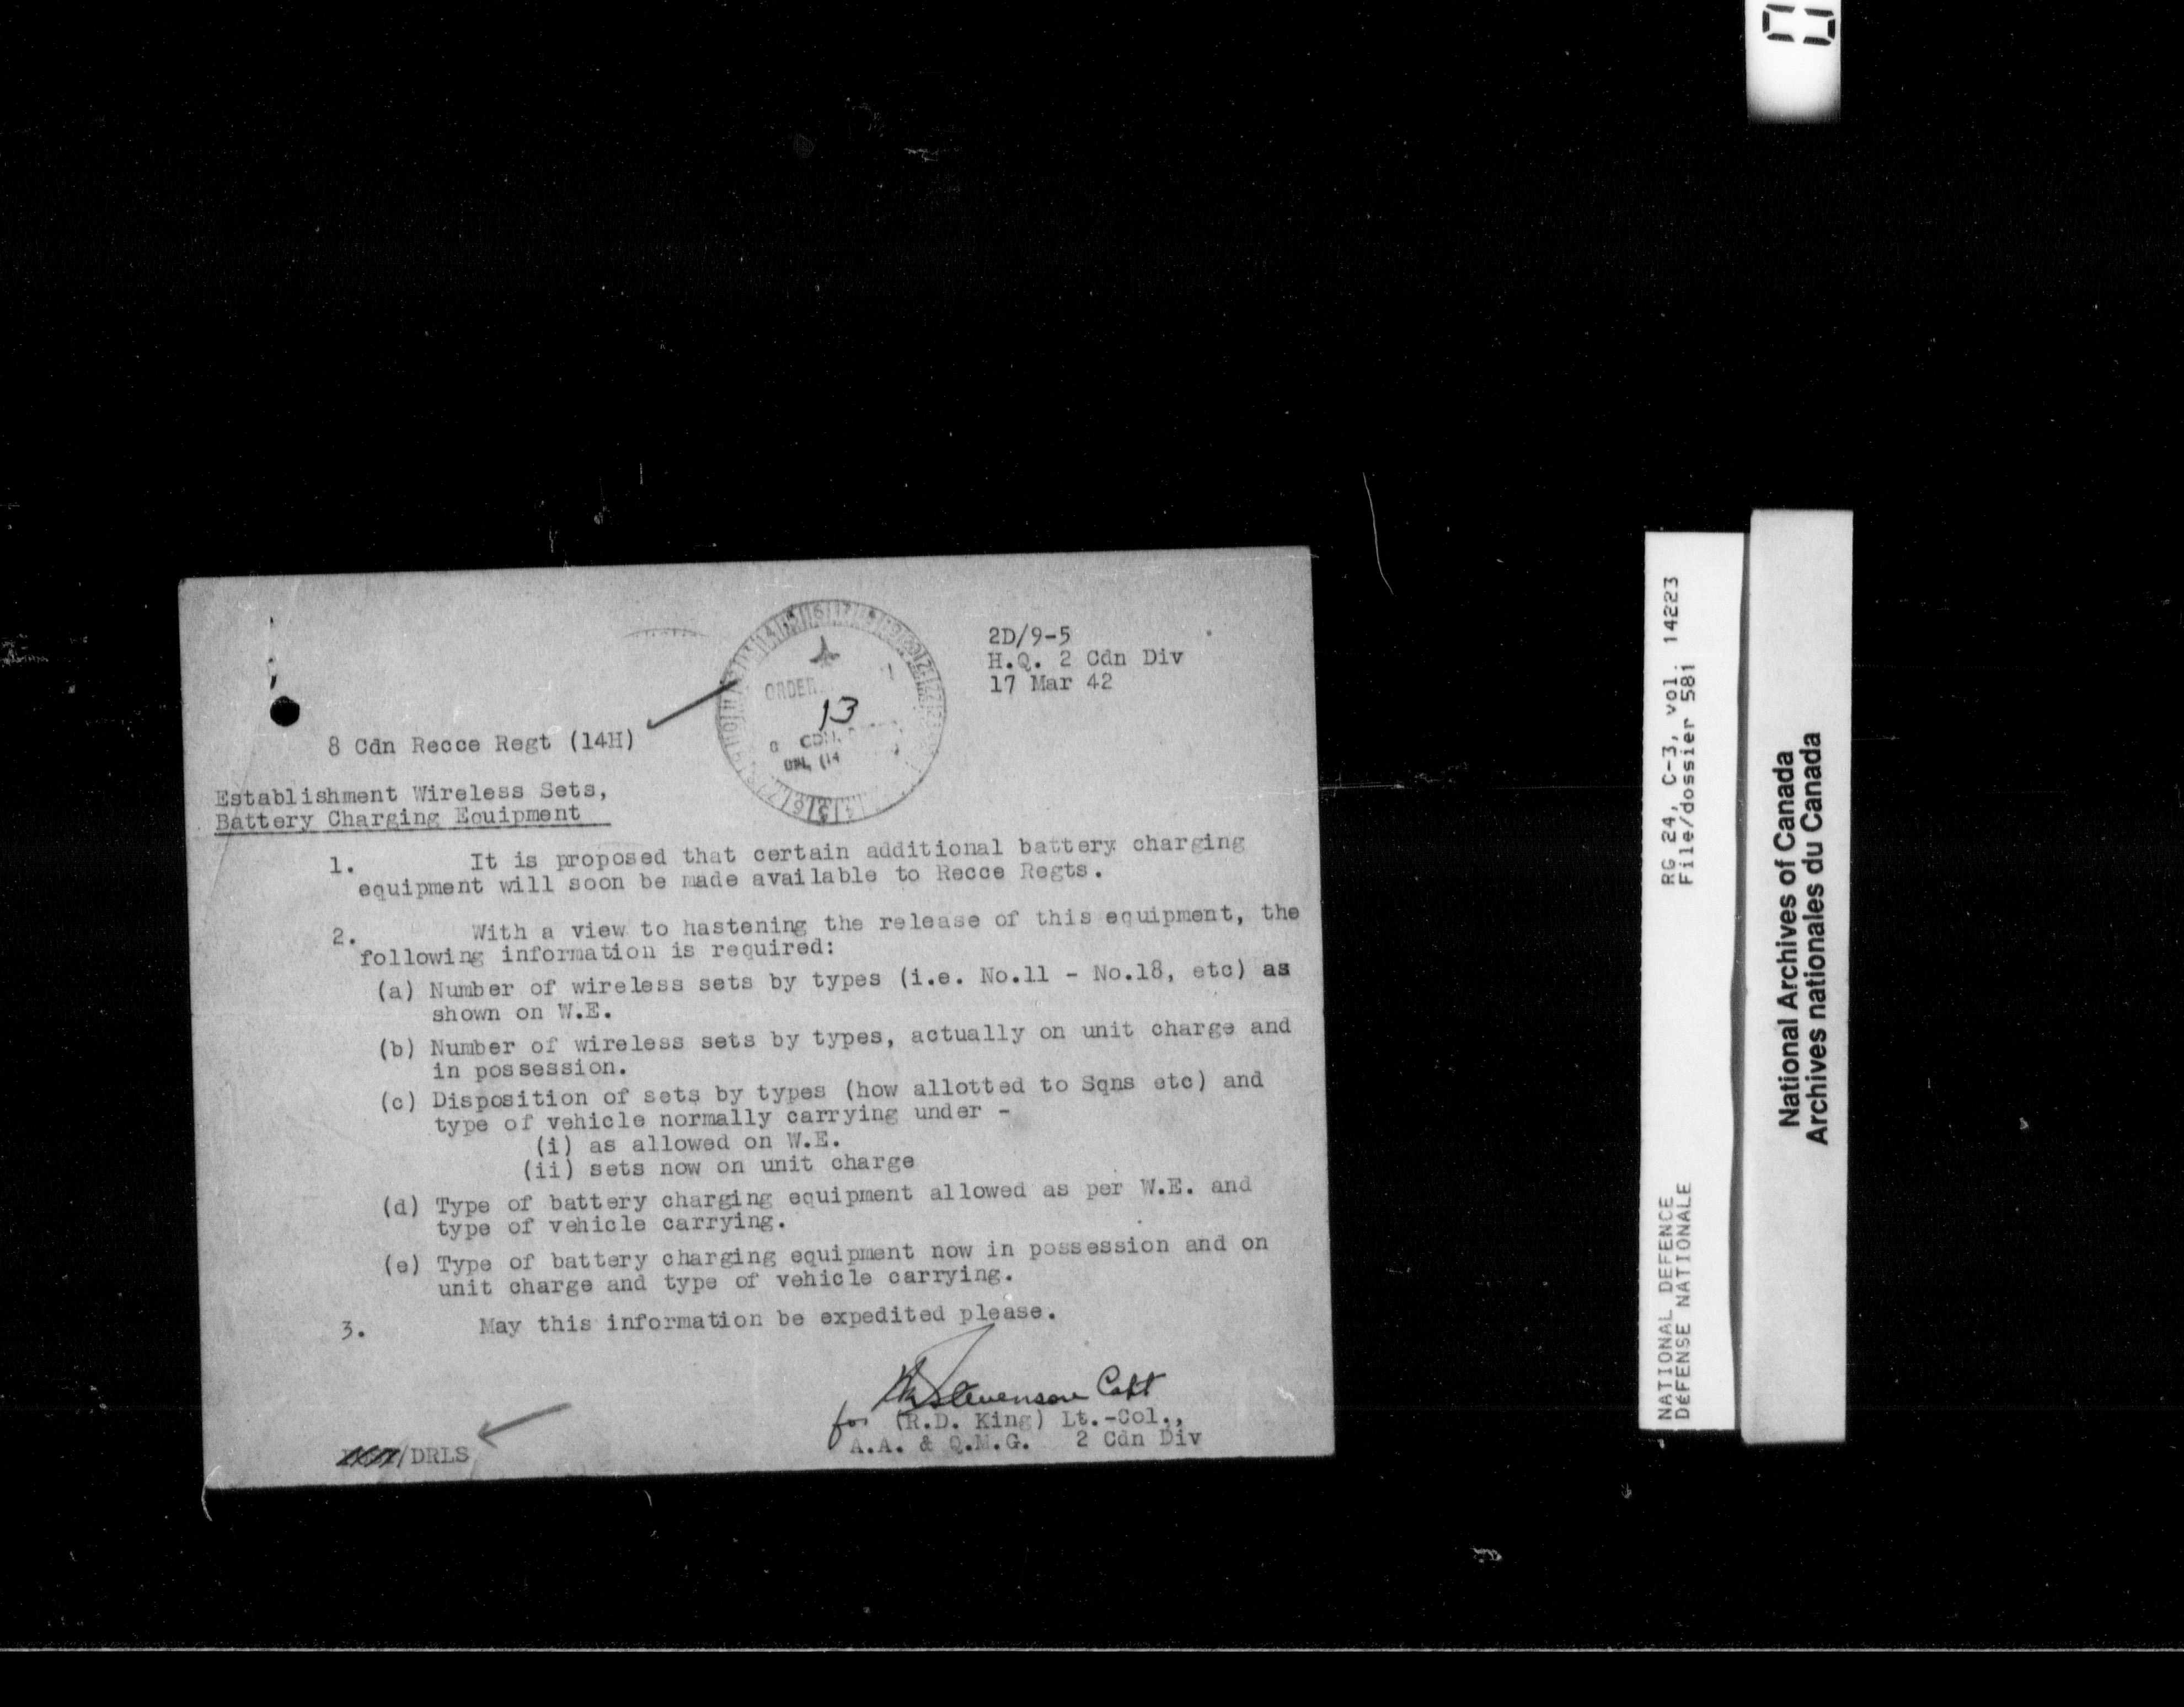 2D/9-5
H.Q. 2 Cdn Div
17 Mar 42
ORDER
13
CDN.
(14
8 Cdn Recce Regt (14H)
Establishment Wireless Sets,
Battery Charging Equipment
1. It is proposed that certain additional battery charging
equipment will soon be made available to Recce Regts.
2. With a view to hastening the release of this equipment, the
following information is required:
(a) Number of wireless sets by types (i.e. No.11 - No.18, etc) as
shown on W.E.
(b) Number of wireless sets by types, actually on unit charge and
in possession.
(c) Disposition of sets by types (how allotted to Sqns etc) and
type of vehicle normally carrying under -
(i) as allowed on W.E.
(ii) sets now on unit charge
(d) Type of battery charging equipment allowed as per W.E. and
type of vehicle carrying.
(e) Type of battery charging equipment now in possession and on
unit charge and type of vehicle carrying.
3. May this information be expedited please.
Stevenson Capt
for (R.D. King) Lt.-Col.,
A.A. & Q.M.G. 2 Cdn Div
/DRLS
RG 24, C-3, vol. 14223
File/dossier 581
NATIONAL DEFENCE
DéFENSE NATIONALE
National Archives of Canada
Archives nationales du Canada